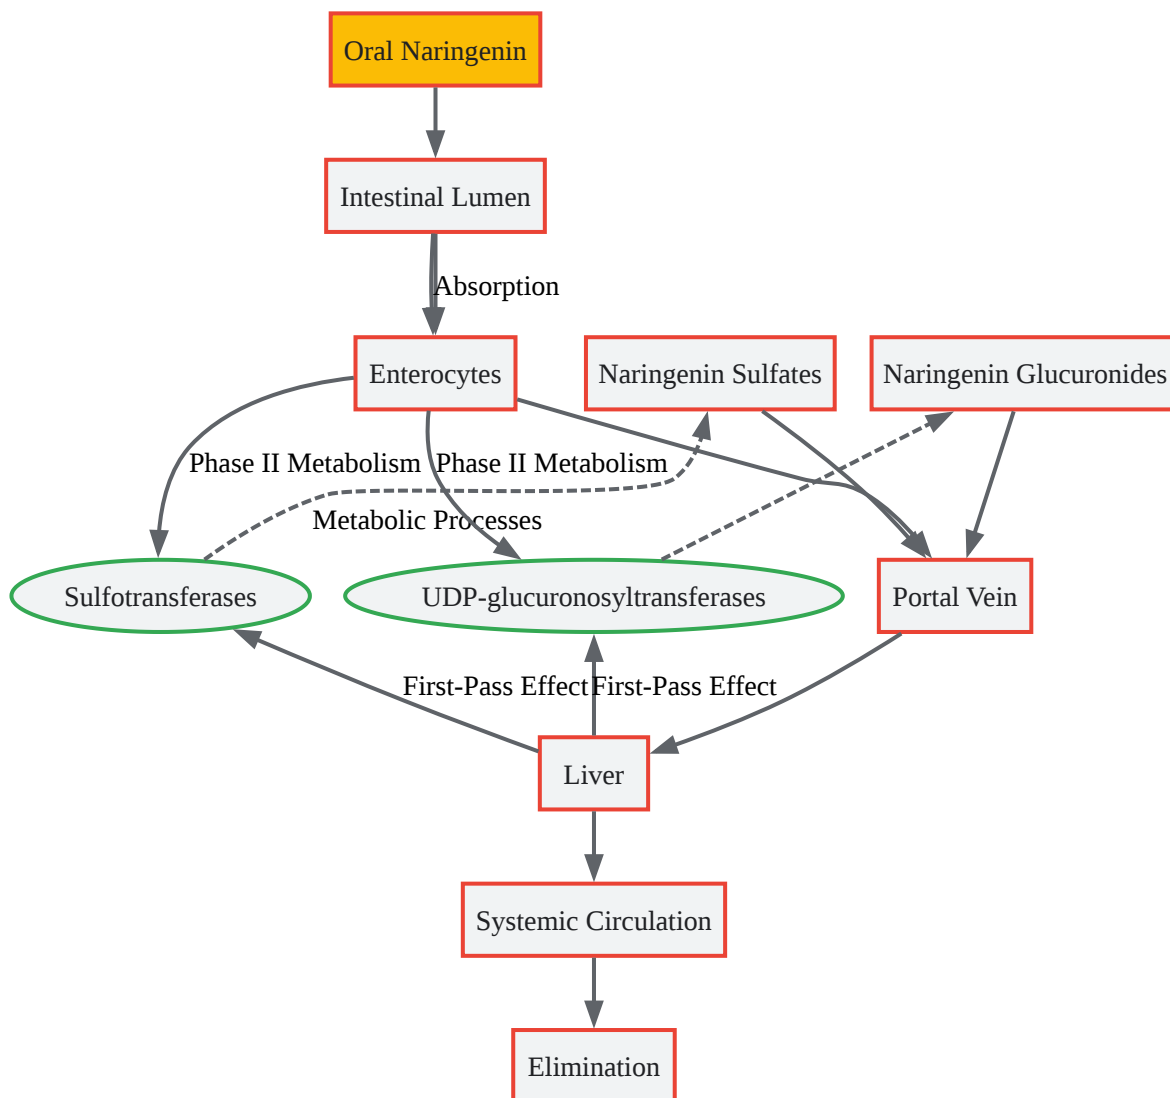 Oral Naringenin
Intestinal Lumen
Absorption
Enterocytes
Naringenin Sulfates
Naringenin Glucuronides
Phase II Metabolism
Phase II Metabolism
Metabolic Processes
Sulfotransferases
UDP-glucuronosyltransferases
Portal Vein
First-Pass Effect
First-Pass Effect
Liver
Systemic Circulation
Elimination